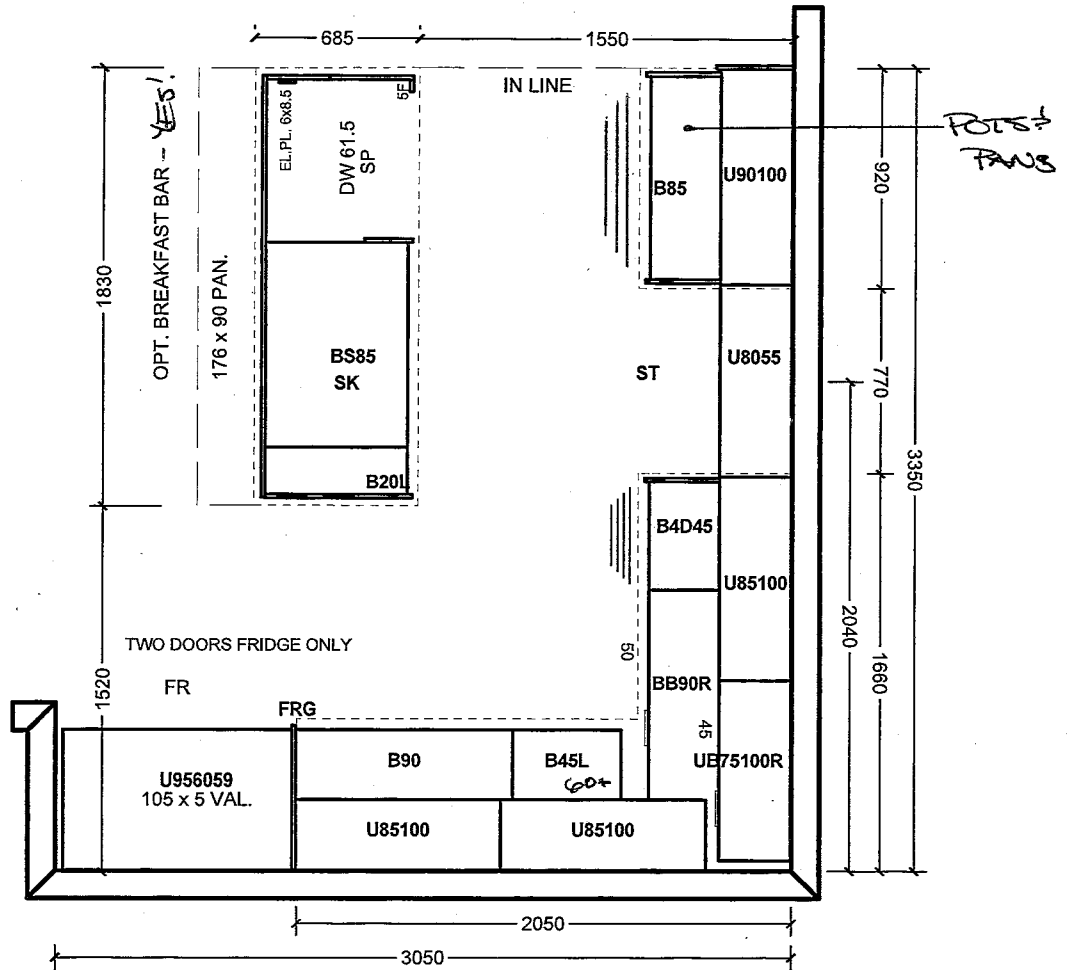 685
1550
IN LINE
OPT. BREAKFAST BAR - YES!
176 x 90 PAN.
1830
EL.PL. 6x8.5
5F
DW 61.5
SP
B85
U90100
POTS &
PANS
920
BS85
SK
ST
U8055
770
3350
B20L
B4D45
U85100
2040
1660
50
BB90R
45
UB75100R
TWO DOORS FRIDGE ONLY
FR
1520
FRG
U956059
105 x 5 VAL.
B90
B45L
60+
U85100
U85100
2050
3050